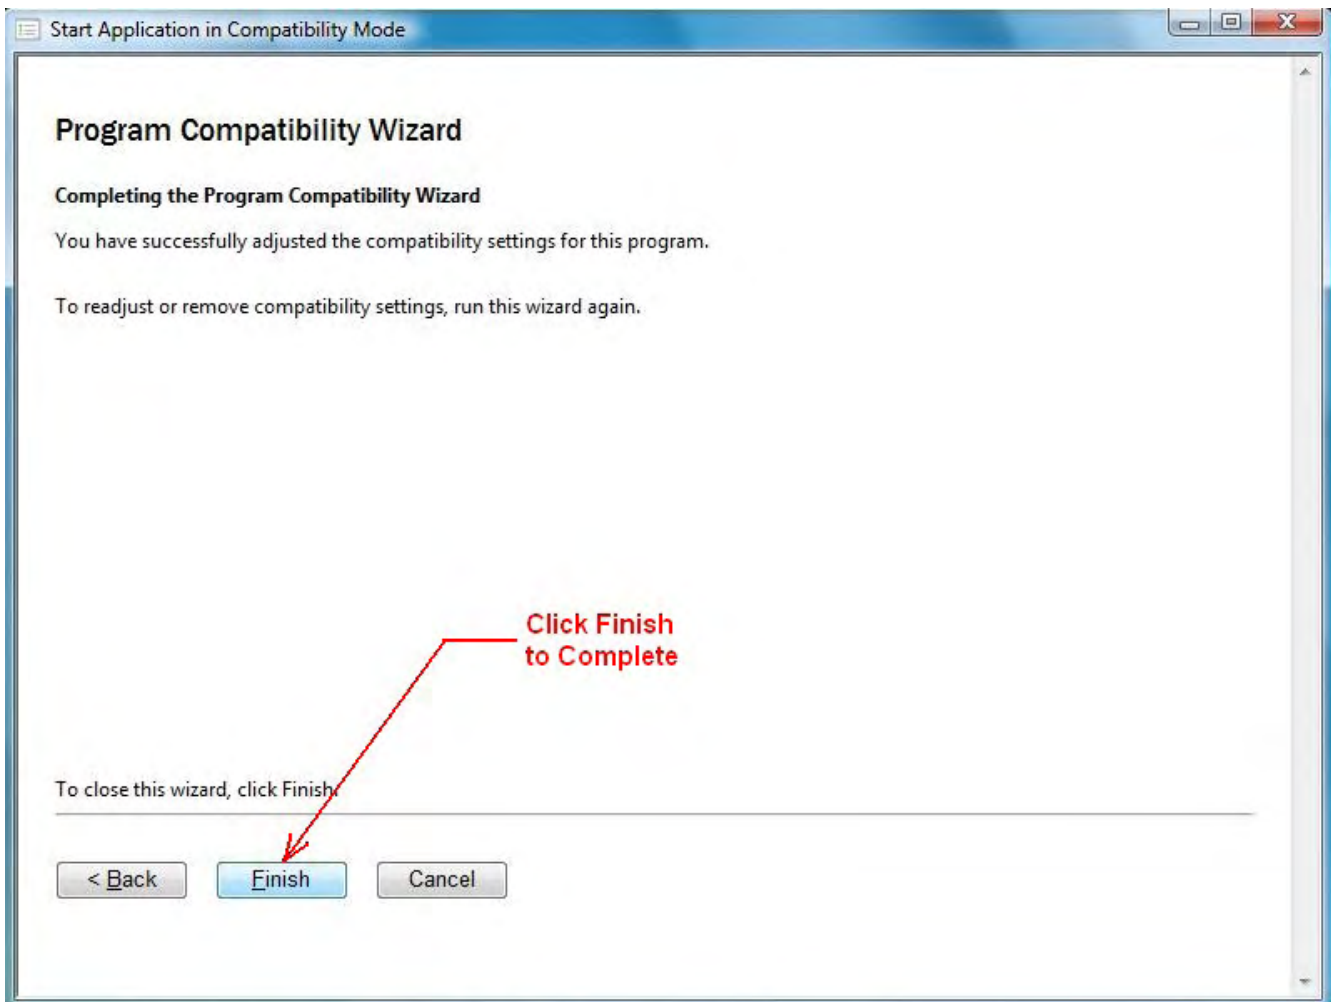 Start Application in Compatibility Mode
Program Compatibility Wizard
Completing the Program Compatibility Wizard
You have successfully adjusted the compatibility settings for this program.
To readjust or remove compatibility settings, run this wizard again.
Click Finish
to Complete
To close this wizard, click Finish.
< Back Finish Cancel